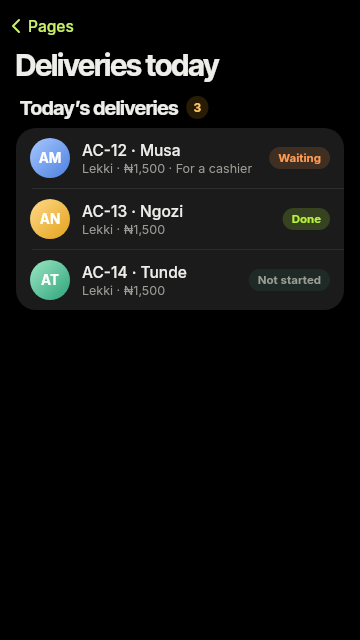 Pages
Deliveries today
Today’s deliveries 3
AM
AC-12 · Musa
Lekki · ₦1,500 · For a cashier
Waiting
AN
AC-13 · Ngozi
Lekki · ₦1,500
Done
AT
AC-14 · Tunde
Lekki · ₦1,500
Not started